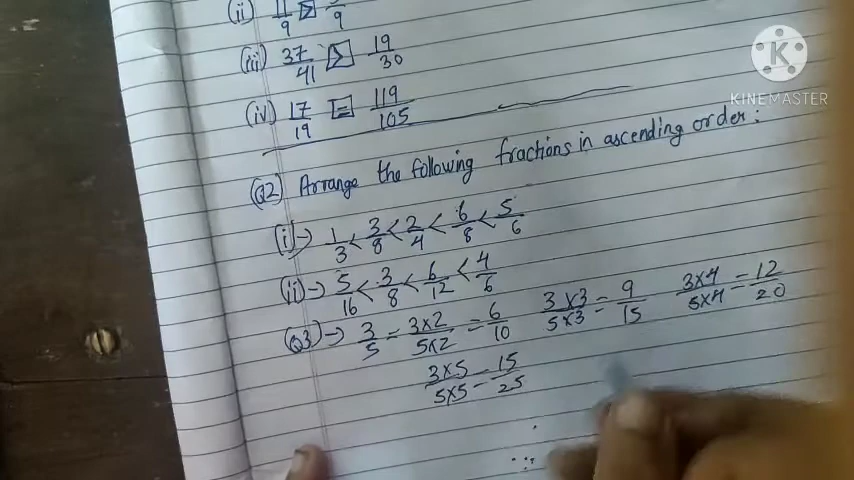 (ii) 11/9 [>] /9
(iii) 37/41 [>] 19/30
(iv) 17/19 [=] 119/105
(Q2) Arrange the following fractions in ascending order:
(i)→ 1/3 < 3/8 < 2/4 < 6/8 < 5/6
(ii)→ 5/16 < 3/8 < 6/12 < 4/6
(Q3)→ 3/5 = 3×2/5×2 = 6/10 3×3/5×3 = 9/15 3×4/5×4 = 12/20
3×5/5×5 = 15/25
KINEMASTER